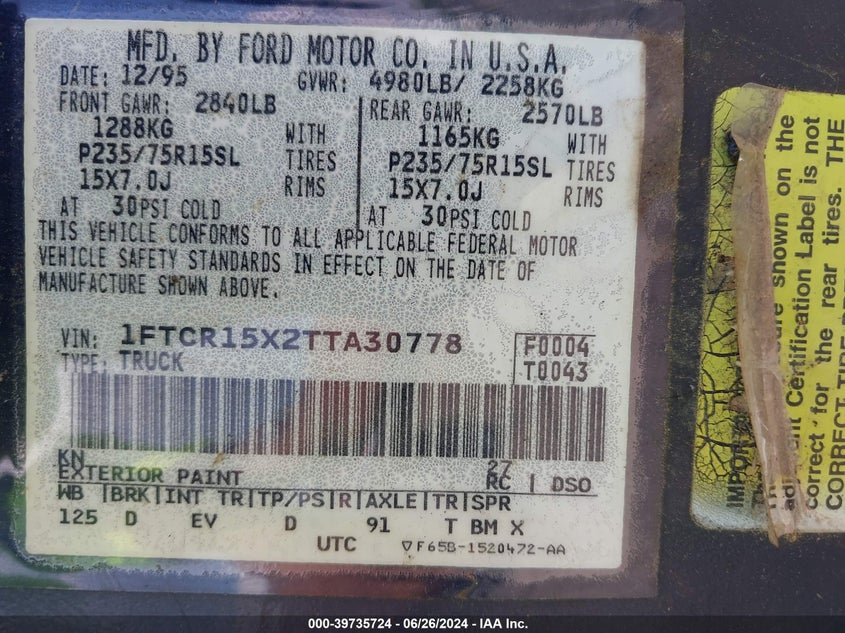 MFD. BY FORD MOTOR CO. IN U.S.A.
DATE: 12/95 GVWR: 4980LB/ 2258KG
FRONT GAWR: 2840LB
1288KG WITH
P235/75R15SL TIRES
15X7.0J RIMS
AT 30PSI COLD
REAR GAWR: 2570LB
1165KG WITH
P235/75R15SL TIRES
15X7.0J RIMS
AT 30PSI COLD
THIS VEHICLE CONFORMS TO ALL APPLICABLE FEDERAL MOTOR
VEHICLE SAFETY STANDARDS IN EFFECT ON THE DATE OF
MANUFACTURE SHOWN ABOVE.
VIN: 1FTCR15X2TTA30778
TYPE: TRUCK
F0004
T0043
KN 27
EXTERIOR PAINT RC | DSO
WB |BRK|INT TR|TP/PS|R|AXLE|TR|SPR
125 D EV D 91 T BM X
UTC ▽F65B-1520472-AA
shown on the
Certification Label is not
correct for the rear tires. THE
000-39735724 - 06/26/2024 - IAA Inc.